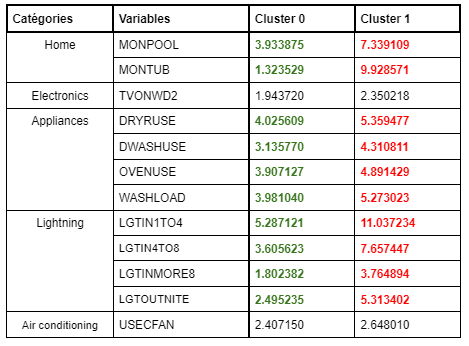 Catégories Variables Cluster 0 Cluster 1
Home MONPOOL 3.933875 7.339109
MONTUB 1.323529 9.928571
Electronics TVONWD2 1.943720 2.350218
Appliances DRYRUSE 4.025609 5.359477
DWASHUSE 3.135770 4.310811
OVENUSE 3.907127 4.891429
WASHLOAD 3.981040 5.273023
Lightning LGTIN1TO4 5.287121 11.037234
LGTIN4TO8 3.605623 7.657447
LGTINMORE8 1.802382 3.764894
LGTOUTNITE 2.495235 5.313402
Air conditioning USECFAN 2.407150 2.648010